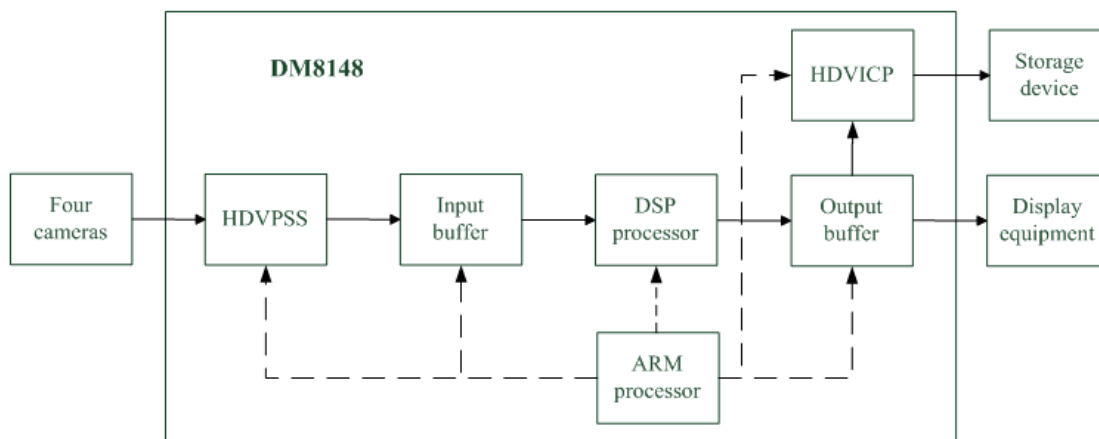 DM8148
HDVICP
Storage
device
Four
cameras
HDVPSS
Input
buffer
DSP
processor
Output
buffer
Display
equipment
ARM
processor